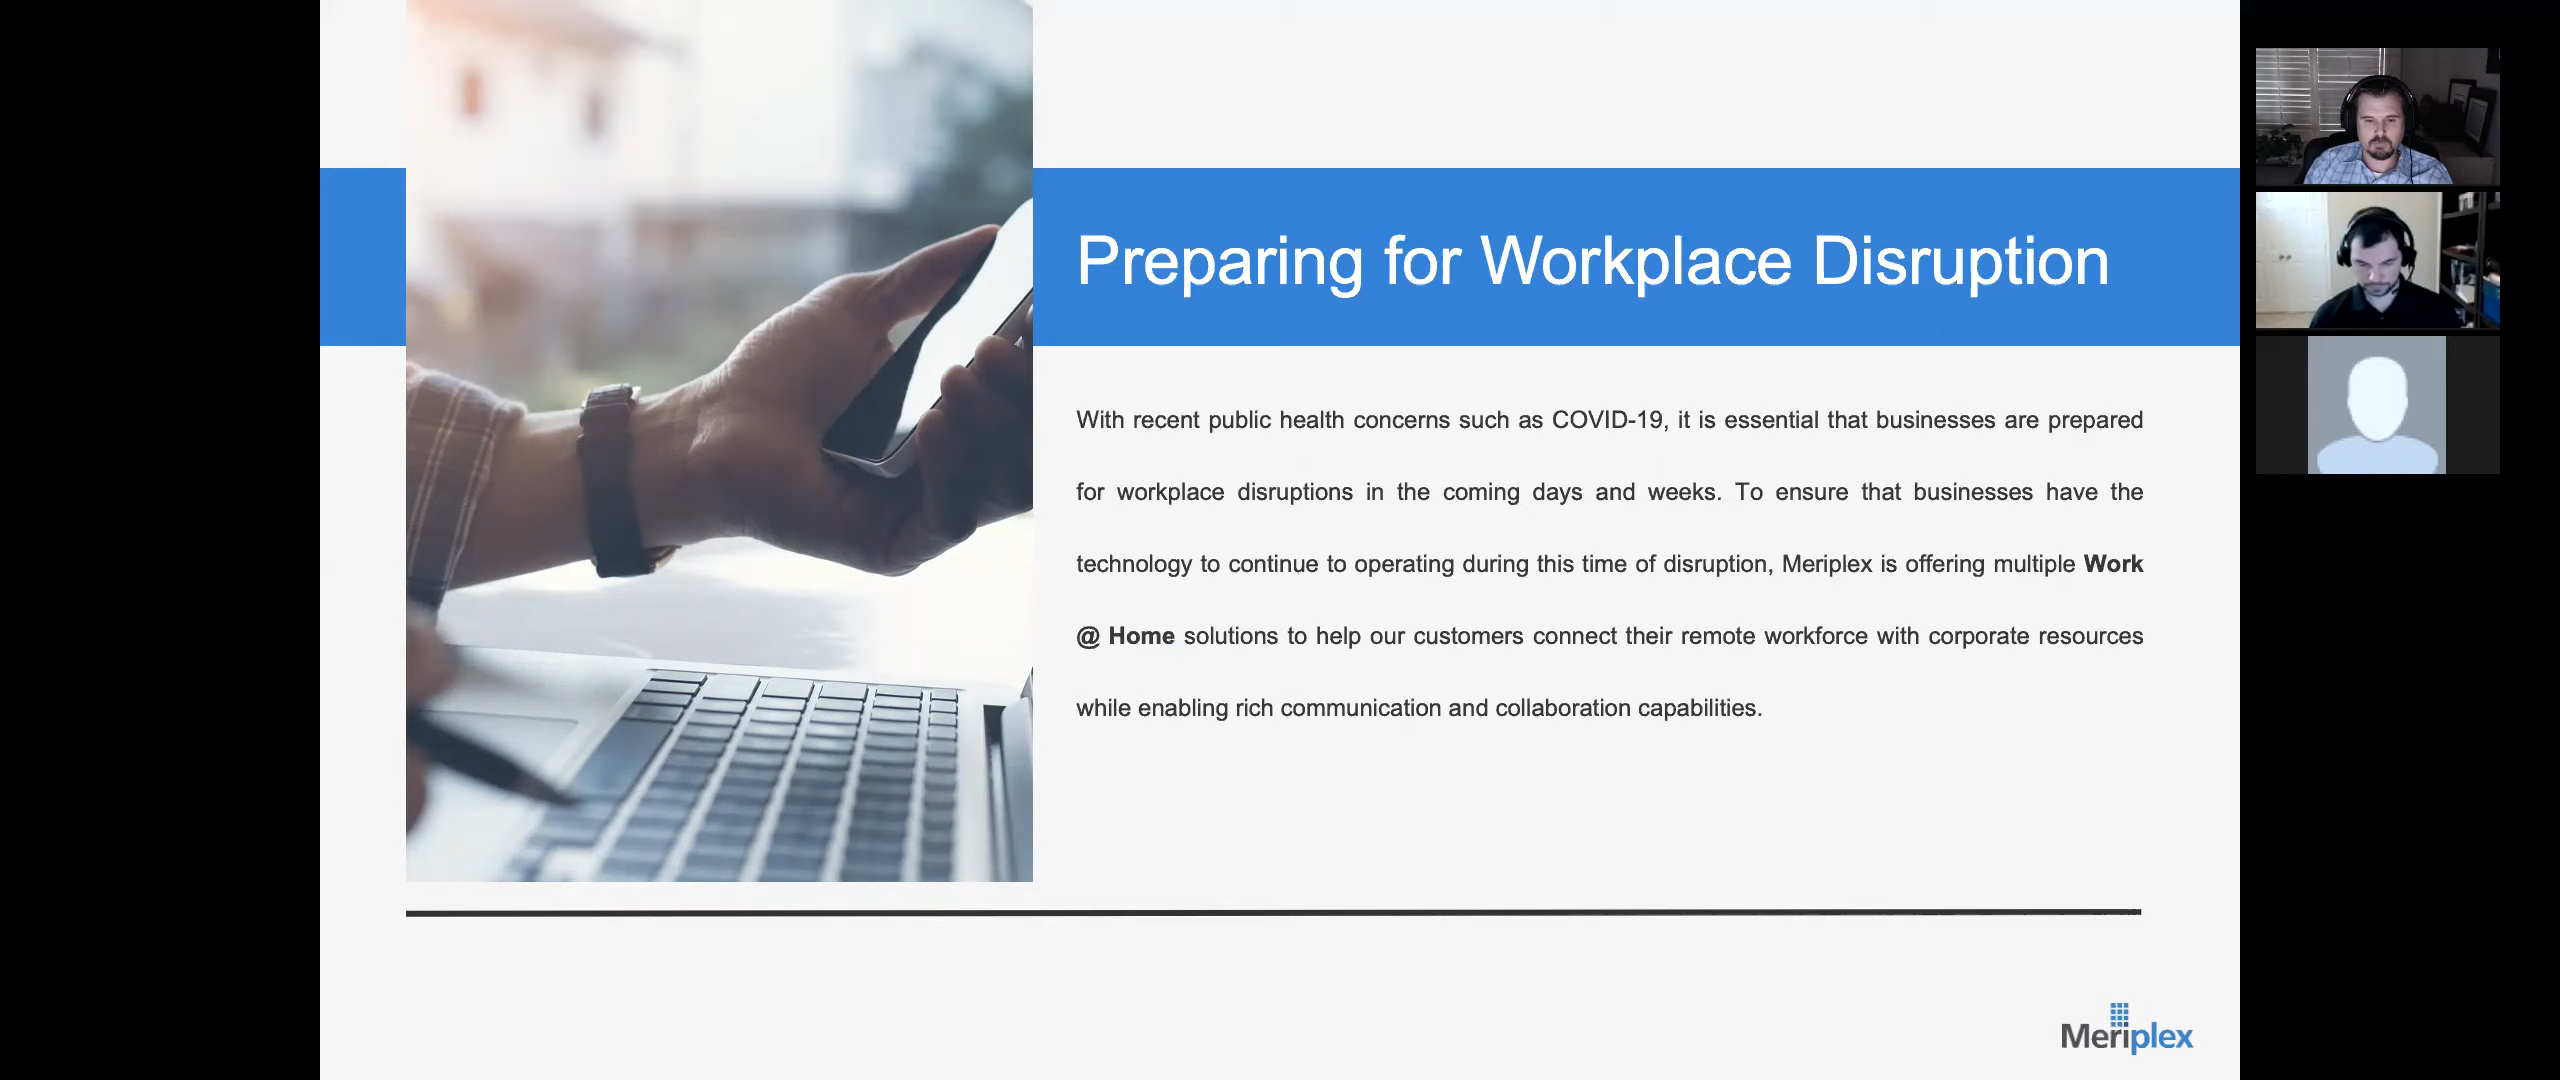 Preparing for Workplace Disruption
With recent public health concerns such as COVID-19, it is essential that businesses are prepared
for workplace disruptions in the coming days and weeks. To ensure that businesses have the
technology to continue to operating during this time of disruption, Meriplex is offering multiple Work
@ Home solutions to help our customers connect their remote workforce with corporate resources
while enabling rich communication and collaboration capabilities.
Meriplex